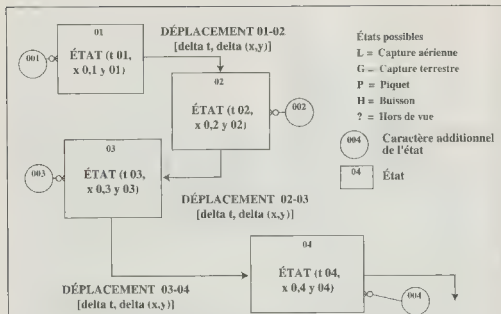 01
ÉTAT (t 01,
x 0,1 y 01)
001
DÉPLACEMENT 01-02
[delta t, delta (x,y)]
02
ÉTAT (t 02,
x 0,2 y 02)
002
03
ÉTAT (t 03,
x 0,3 y 03)
003
DÉPLACEMENT 02-03
[delta t, delta (x,y)]
04
ÉTAT (t 04,
x 0,4 y 04)
004
DÉPLACEMENT 03-04
[delta t, delta (x,y)]
États possibles
L = Capture aérienne
G = Capture terrestre
P = Piquet
H = Buisson
? = Hors de vue
004
Caractère additionnel
de l'état
04
État